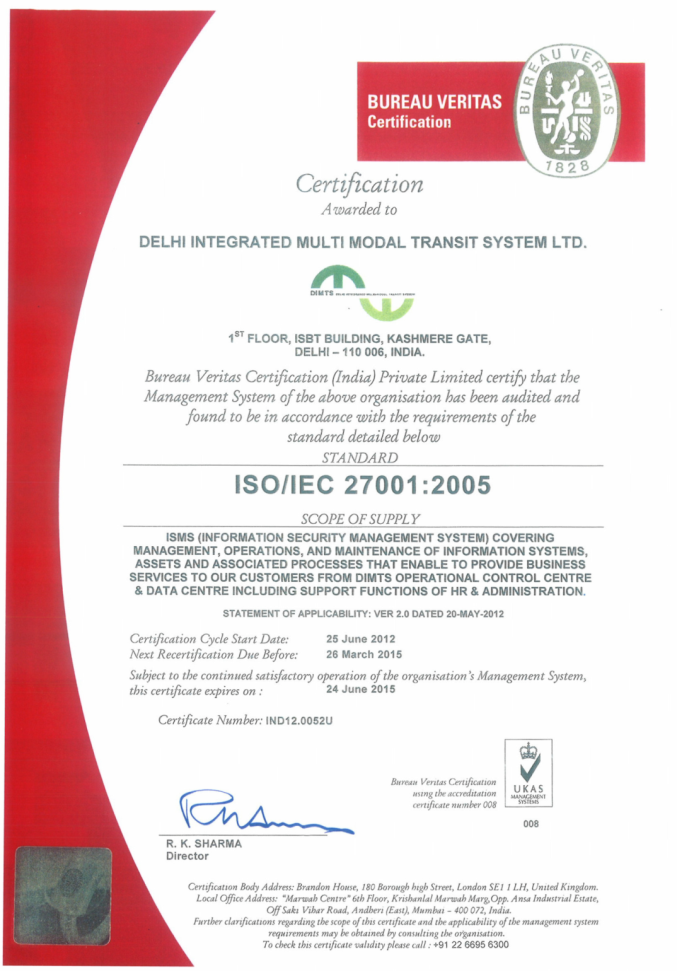 BUREAU VERITAS
Certification
BUREAU VERITAS
1828
Certification
Awarded to
DELHI INTEGRATED MULTI MODAL TRANSIT SYSTEM LTD.
DIMTS
1ST FLOOR, ISBT BUILDING, KASHMERE GATE,
DELHI – 110 006, INDIA.
Bureau Veritas Certification (India) Private Limited certify that the
Management System of the above organisation has been audited and
found to be in accordance with the requirements of the
standard detailed below
STANDARD
ISO/IEC 27001:2005
SCOPE OF SUPPLY
ISMS (INFORMATION SECURITY MANAGEMENT SYSTEM) COVERING
MANAGEMENT, OPERATIONS, AND MAINTENANCE OF INFORMATION SYSTEMS,
ASSETS AND ASSOCIATED PROCESSES THAT ENABLE TO PROVIDE BUSINESS
SERVICES TO OUR CUSTOMERS FROM DIMTS OPERATIONAL CONTROL CENTRE
& DATA CENTRE INCLUDING SUPPORT FUNCTIONS OF HR & ADMINISTRATION.
STATEMENT OF APPLICABILITY: VER 2.0 DATED 20-MAY-2012
Certification Cycle Start Date: 25 June 2012
Next Recertification Due Before: 26 March 2015
Subject to the continued satisfactory operation of the organisation's Management System,
this certificate expires on : 24 June 2015
Certificate Number: IND12.0052U
Bureau Veritas Certification
using the accreditation
certificate number 008
UKAS
MANAGEMENT
SYSTEMS
008
R. K. SHARMA
Director
Certification Body Address: Brandon House, 180 Borough high Street, London SE1 1 LH, United Kingdom.
Local Office Address: "Marwah Centre" 6th Floor, Krishanlal Marwah Marg,Opp. Ansa Industrial Estate,
Off Saki Vihar Road, Andheri (East), Mumbai – 400 072, India.
Further clarifications regarding the scope of this certificate and the applicability of the management system
requirements may be obtained by consulting the organisation.
To check this certificate validity please call : +91 22 6695 6300